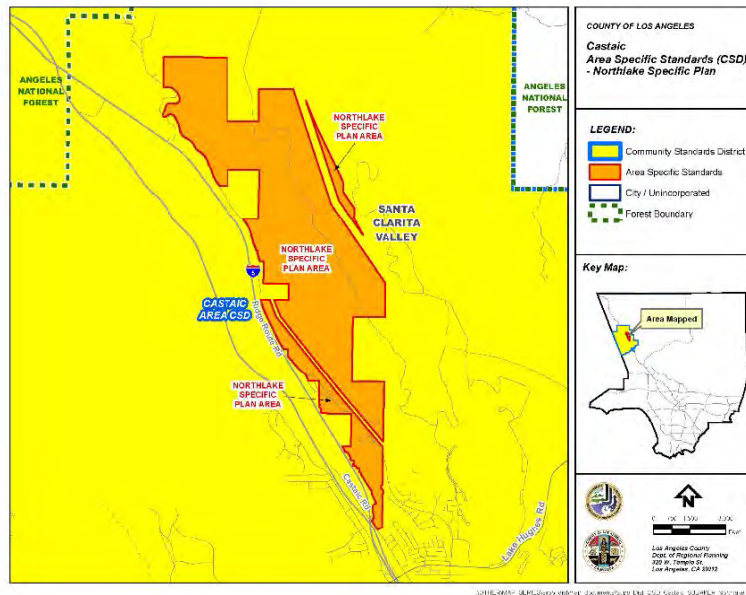 ANGELES
NATIONAL
FOREST
NORTHLAKE
SPECIFIC
PLAN AREA
ANGELES
NATIONAL
FOREST
SANTA
CLARITA
VALLEY
NORTHLAKE
SPECIFIC
PLAN AREA
5
CASTAIC
AREA CSD
Ridge Route Rd
NORTHLAKE
SPECIFIC
PLAN AREA
Castaic Rd
Lake Hughes Rd
COUNTY OF LOS ANGELES
Castaic
Area Specific Standards (CSD)
- Northlake Specific Plan
LEGEND:
Community Standards District
Area Specific Standards
City / Unincorporated
Forest Boundary
Key Map:
Area Mapped
N
Feet
Los Angeles County
Dept. of Regional Planning
320 W. Temple St.
Los Angeles, CA 90012